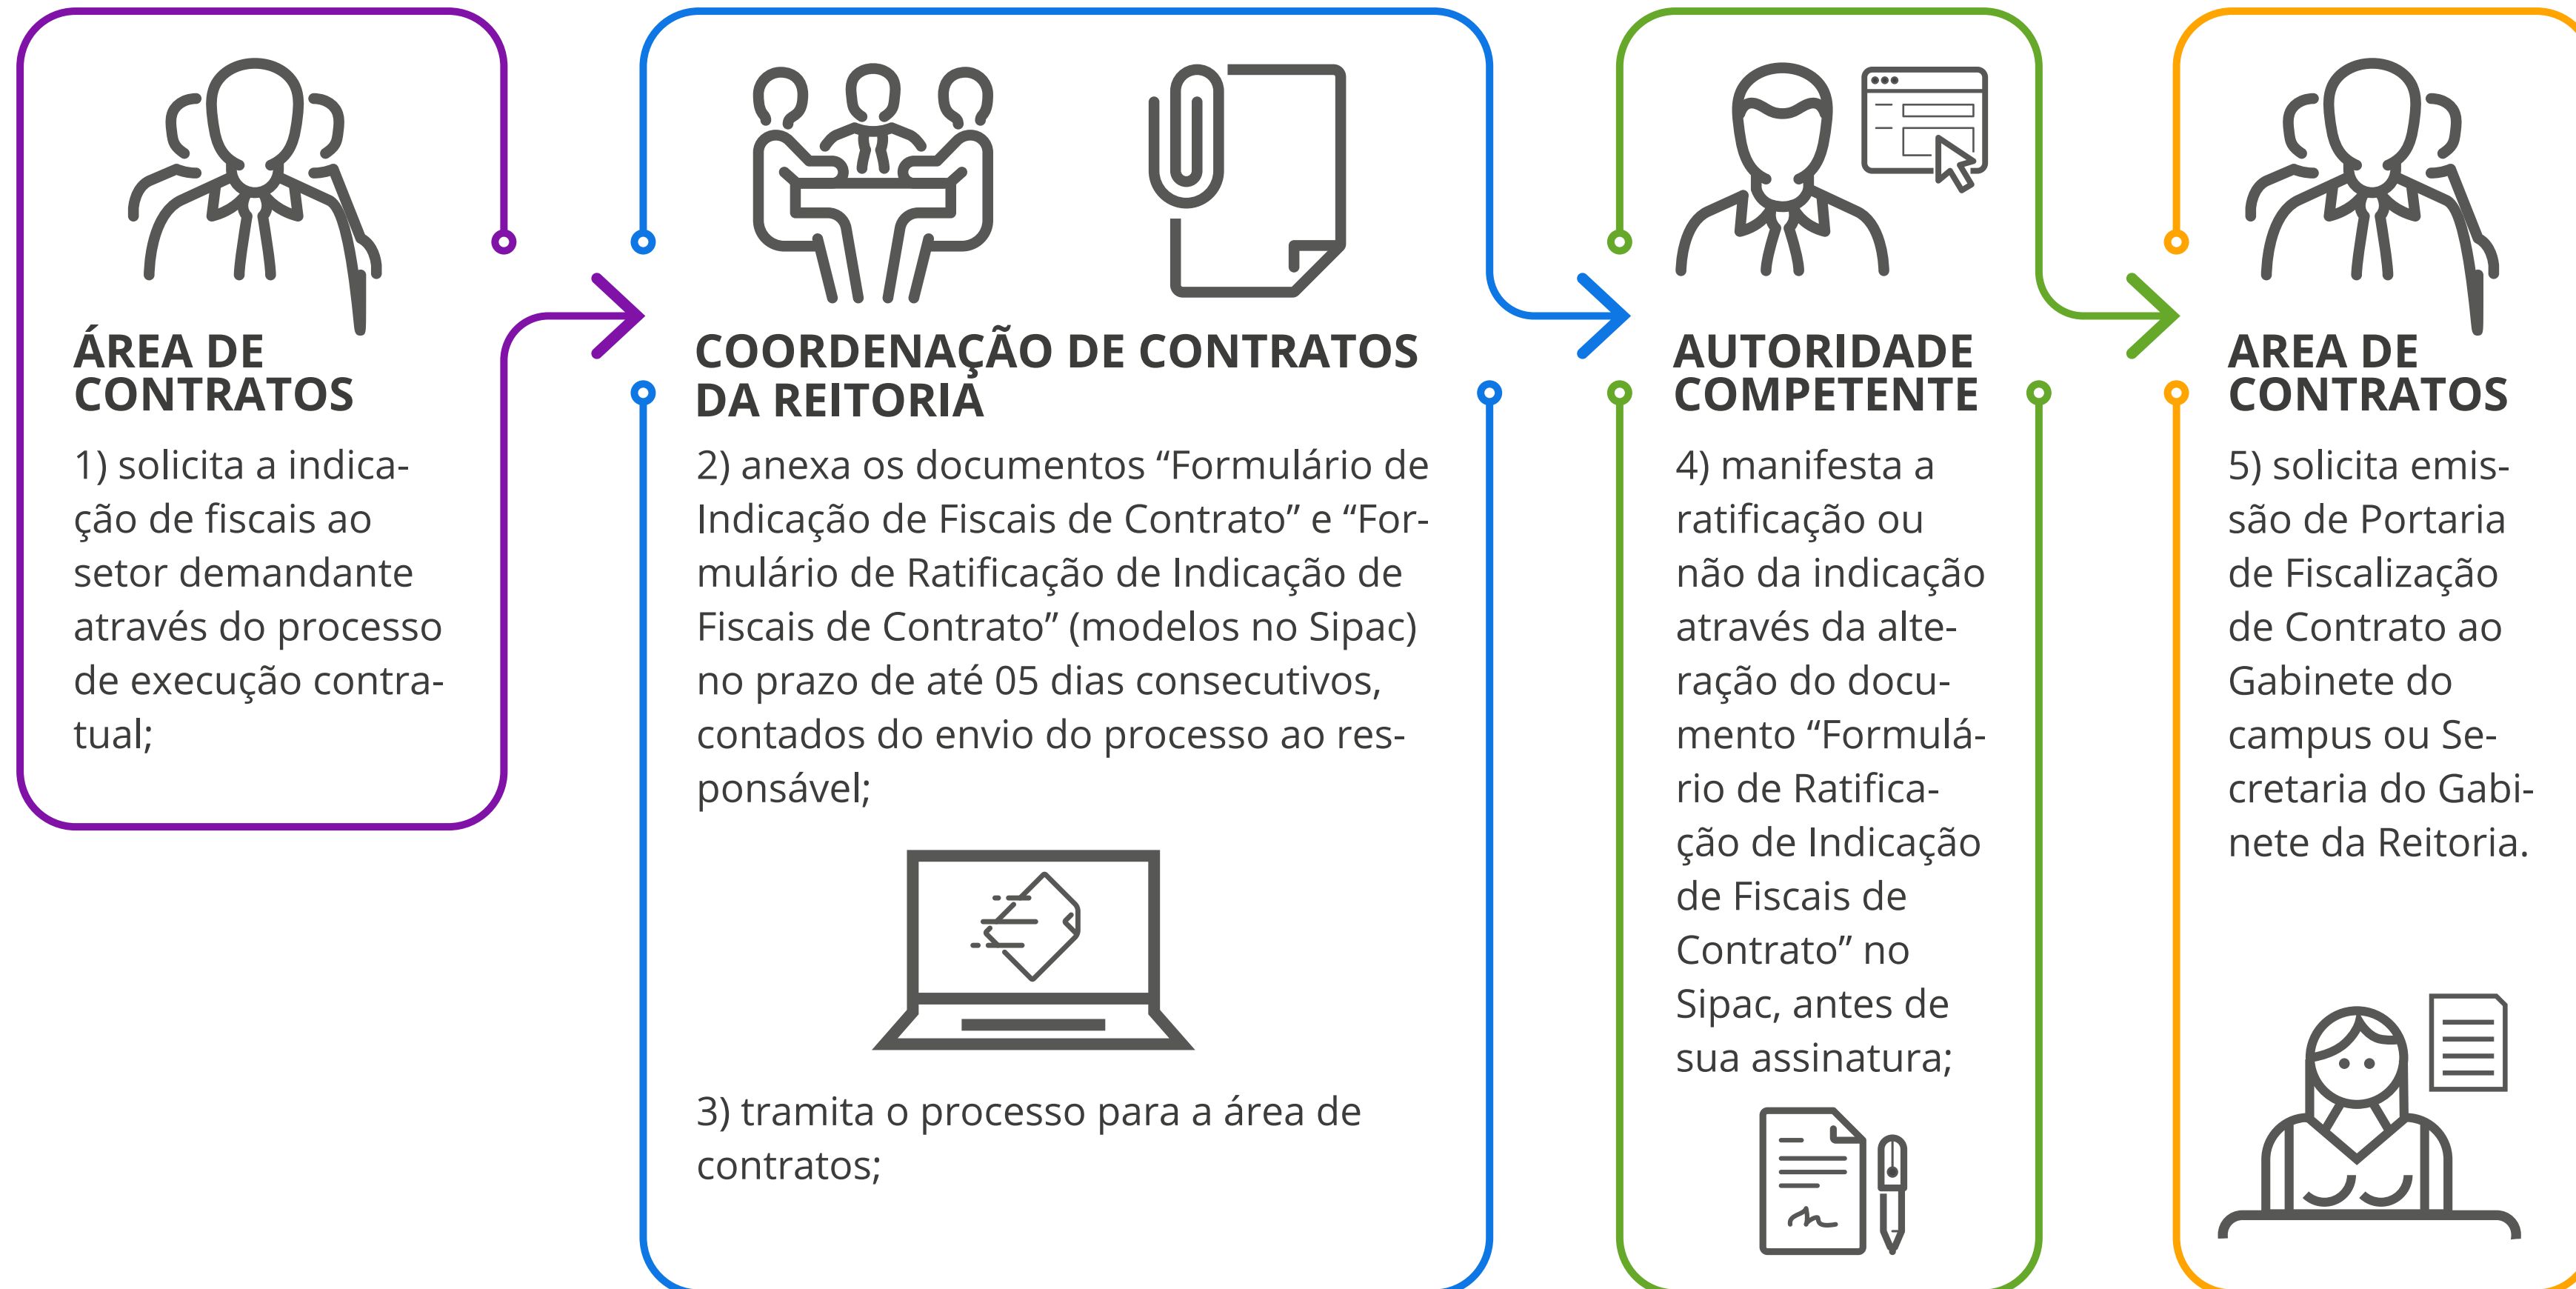 ÁREA DE
CONTRATOS
1) solicita a indica-
ção de fiscais ao
setor demandante
através do processo
de execução contra-
tual;
COORDENAÇÃO DE CONTRATOS
DA REITORIA
2) anexa os documentos “Formulário de
Indicação de Fiscais de Contrato” e “For-
mulário de Ratificação de Indicação de
Fiscais de Contrato” (modelos no Sipac)
no prazo de até 05 dias consecutivos,
contados do envio do processo ao res-
ponsável;
3) tramita o processo para a área de
contratos;
AUTORIDADE
COMPETENTE
4) manifesta a
ratificação ou
não da indicação
através da alte-
ração do docu-
mento “Formulá-
rio de Ratifica-
ção de Indicação
de Fiscais de
Contrato” no
Sipac, antes de
sua assinatura;
AREA DE
CONTRATOS
5) solicita emis-
são de Portaria
de Fiscalização
de Contrato ao
Gabinete do
campus ou Se-
cretaria do Gabi-
nete da Reitoria.